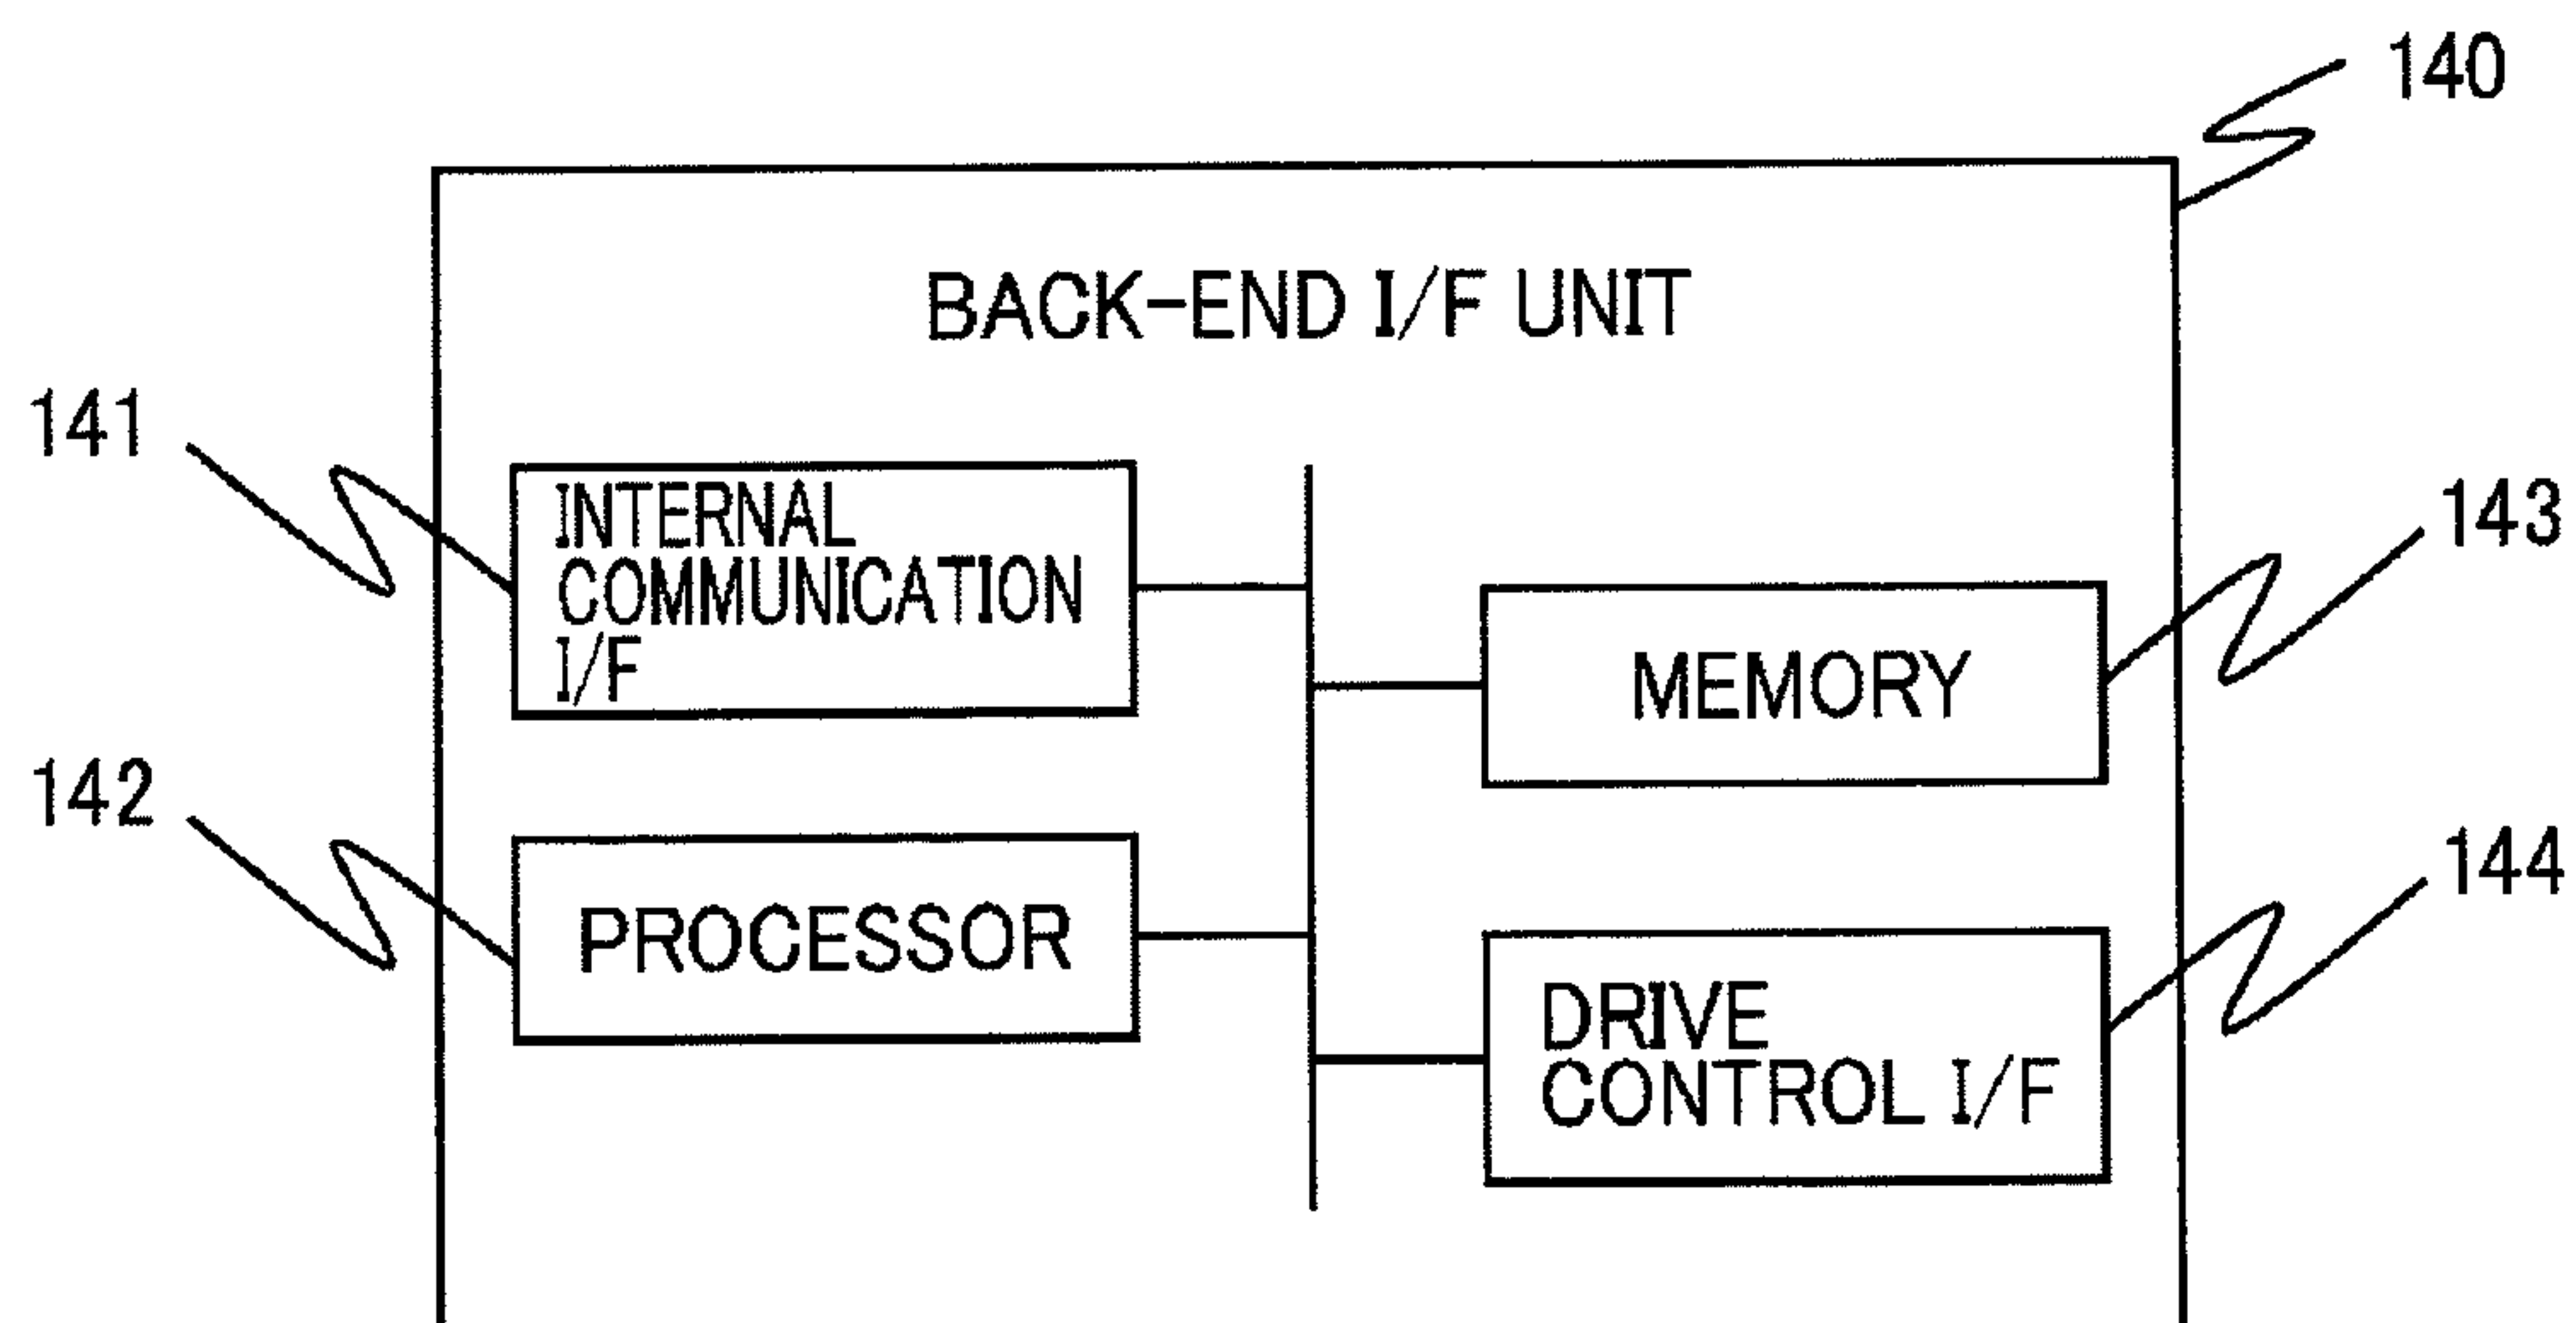 140
BACK-END I/F UNIT
141
INTERNAL
COMMUNICATION
I/F
143
MEMORY
142
PROCESSOR
144
DRIVE
CONTROL I/F